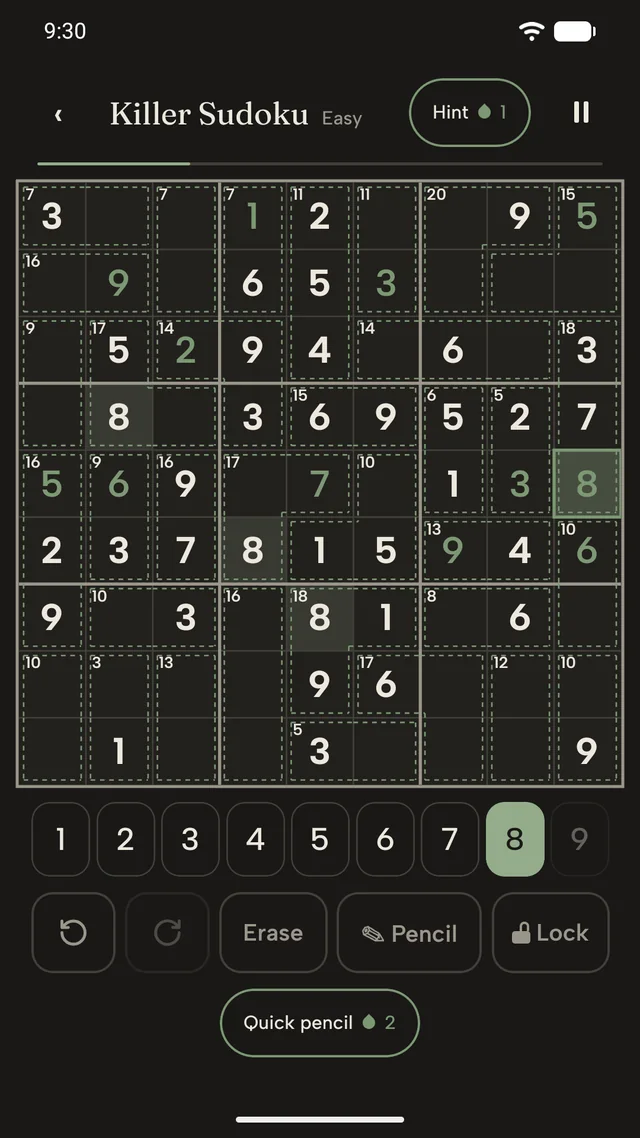 9:30
‹ Killer Sudoku Easy Hint 1
7 7 7 11 11 20 15
3 1 2 9 5
16
9 6 5 3
9 17 14 14 18
5 2 9 4 6 3
15 6 5
8 3 6 9 5 2 7
16 9 16 17 10
5 6 9 7 1 3 8
13 10
2 3 7 8 1 5 9 4 6
10 16 18 8
9 3 8 1 6
10 3 13 17 12 10
9 6
5
1 3 9
1 2 3 4 5 6 7 8 9
Erase Pencil Lock
Quick pencil 2